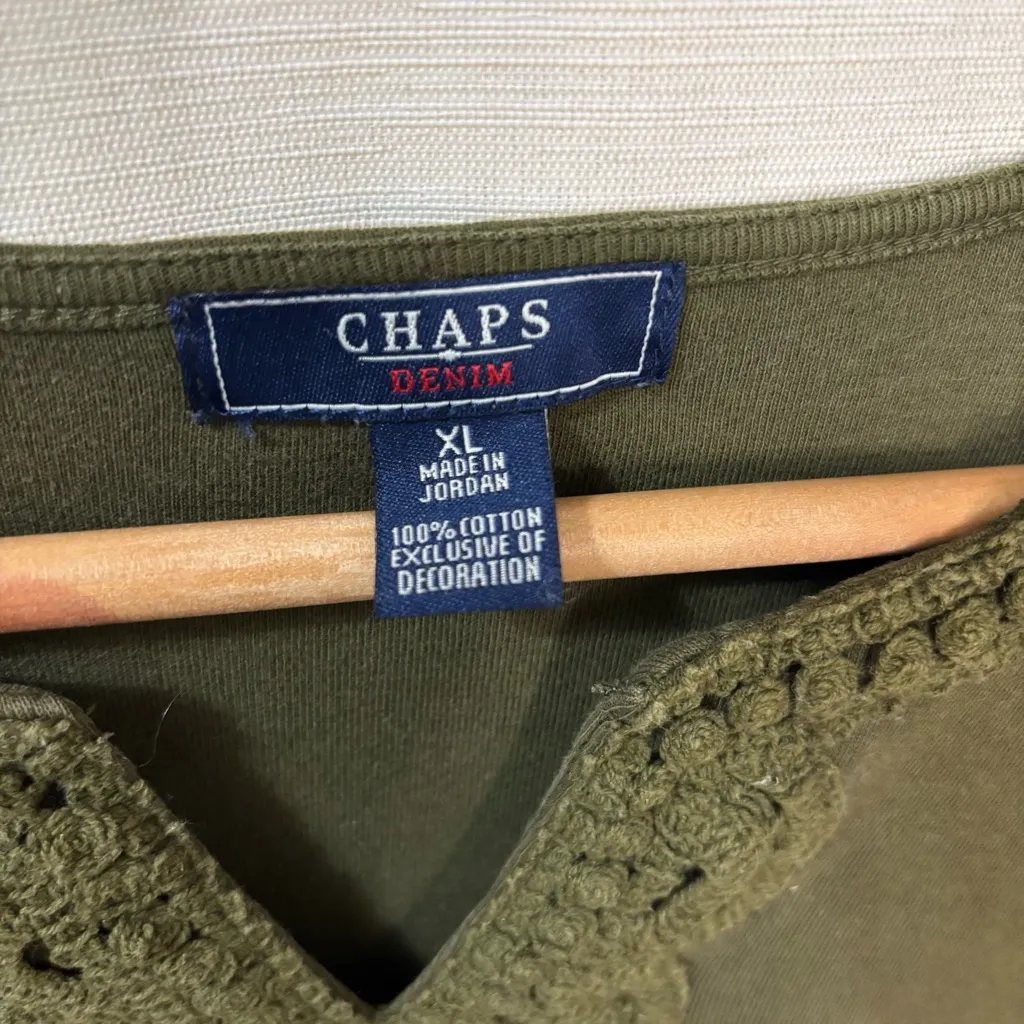 CHAPS
DENIM
XL
MADE IN
JORDAN
100% COTTON
EXCLUSIVE OF
DECORATION